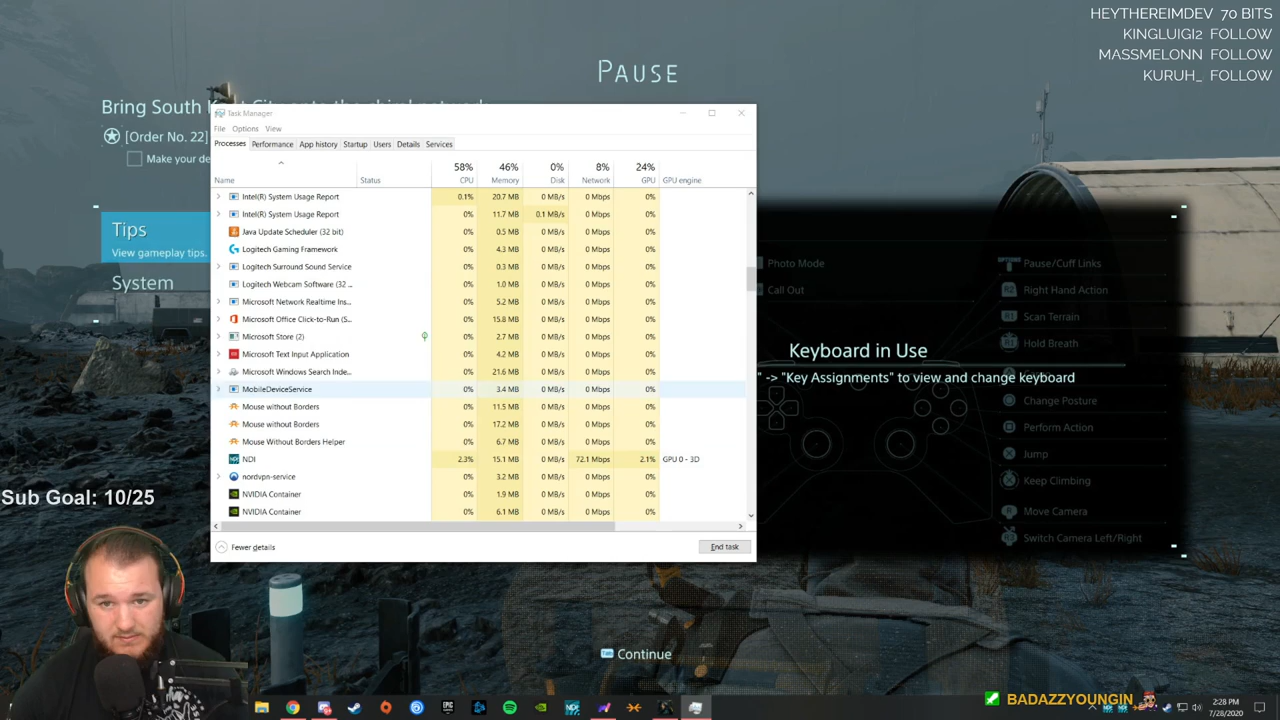 HEYTHEREIMDEV 70 BITS
KINGLUIGI2 FOLLOW
MASSMELONN FOLLOW
KURUH_ FOLLOW
PAUSE
Bring South
[Order No. 22]
Make your de
Tips
View gameplay tips.
System
Task Manager
File Options View
Processes Performance App history Startup Users Details Services
58% 46% 0% 8% 24%
Name Status CPU Memory Disk Network GPU GPU engine
Intel(R) System Usage Report 0.1% 20.7 MB 0 MB/s 0 Mbps 0%
Intel(R) System Usage Report 0% 11.7 MB 0.1 MB/s 0 Mbps 0%
Java Update Scheduler (32 bit) 0% 0.5 MB 0 MB/s 0 Mbps 0%
Logitech Gaming Framework 0% 4.3 MB 0 MB/s 0 Mbps 0%
Logitech Surround Sound Service 0% 0.3 MB 0 MB/s 0 Mbps 0%
Logitech Webcam Software (32 ... 0% 1.0 MB 0 MB/s 0 Mbps 0%
Microsoft Network Realtime Ins... 0% 5.2 MB 0 MB/s 0 Mbps 0%
Microsoft Office Click-to-Run (S... 0% 15.8 MB 0 MB/s 0 Mbps 0%
Microsoft Store (2) 0% 2.7 MB 0 MB/s 0 Mbps 0%
Microsoft Text Input Application 0% 4.2 MB 0 MB/s 0 Mbps 0%
Microsoft Windows Search Inde... 0% 21.6 MB 0 MB/s 0 Mbps 0%
MobileDeviceService 0% 3.4 MB 0 MB/s 0 Mbps 0%
Mouse without Borders 0% 11.5 MB 0 MB/s 0 Mbps 0%
Mouse without Borders 0% 17.2 MB 0 MB/s 0 Mbps 0%
Mouse Without Borders Helper 0% 6.7 MB 0 MB/s 0 Mbps 0%
NDI 2.3% 15.1 MB 0 MB/s 72.1 Mbps 2.1% GPU 0 - 3D
nordvpn-service 0% 3.2 MB 0 MB/s 0 Mbps 0%
NVIDIA Container 0% 1.9 MB 0 MB/s 0 Mbps 0%
NVIDIA Container 0% 6.1 MB 0 MB/s 0 Mbps 0%
Fewer details End task
Photo Mode
Call Out
Keyboard in Use
" -> "Key Assignments" to view and change keyboard
Pause/Cuff Links
Right Hand Action
Scan Terrain
Hold Breath
Change Posture
Perform Action
Jump
Keep Climbing
Move Camera
Switch Camera Left/Right
Sub Goal: 10/25
Tab Continue
BADAZZYOUNGIN
2:28 PM
7/28/2020